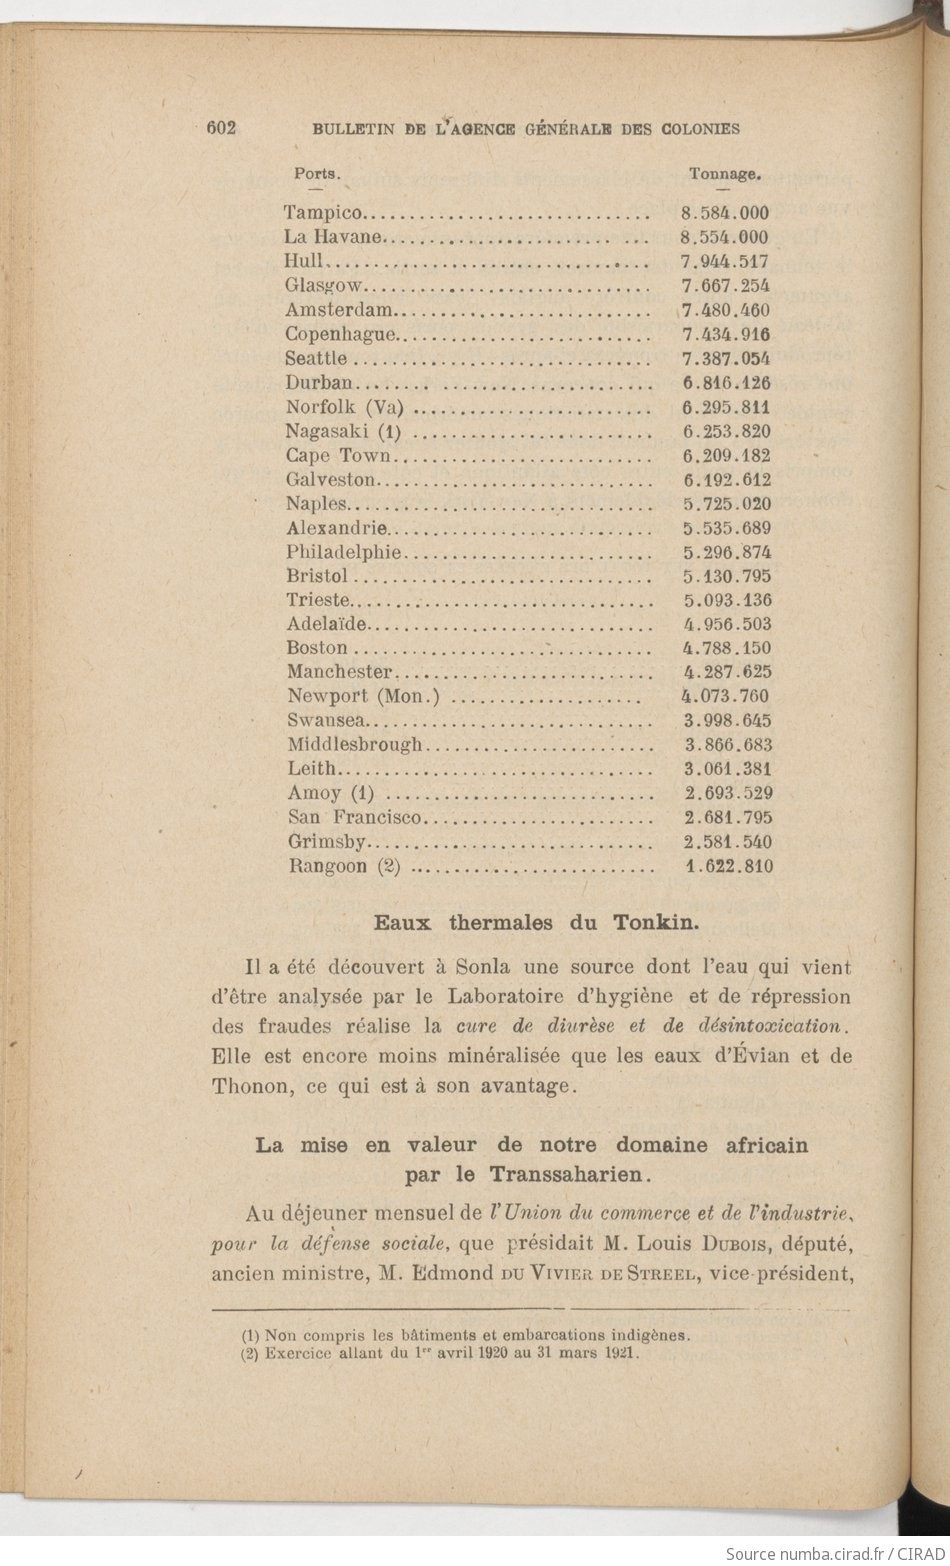 602 BULLETIN DE L'AGENCE GÉNÉRALE DES COLONIES
Ports. Tonnage.
Tampico.............................. 8.584.000
La Havane........................ ... 8.554.000
Hull.................................. 7.944.517
Glasgow.............................. 7.667.254
Amsterdam........................... 7.480.460
Copenhague.......................... 7.434.916
Seattle ............................... 7.387.054
Durban........ ...................... 6.816.126
Norfolk (Va) ......................... 6.295.811
Nagasaki (1) ......................... 6.253.820
Cape Town........................... 6.209.182
Galveston............................. 6.192.612
Naples................................ 5.725.020
Alexandrie............................ 5.535.689
Philadelphie.......................... 5.296.874
Bristol ............................... 5.130.795
Trieste................................ 5.093.136
Adelaïde.............................. 4.956.503
Boston ............................... 4.788.150
Manchester........................... 4.287.625
Newport (Mon.) .................... 4.073.760
Swansea.............................. 3.998.645
Middlesbrough........................ 3.866.683
Leith................................. 3.061.381
Amoy (1) ............................ 2.693.529
San Francisco........................ 2.681.795
Grimsby.............................. 2.581.540
Rangoon (2) .......................... 1.622.810
Eaux thermales du Tonkin.
Il a été découvert à Sonla une source dont l'eau qui vient
d'être analysée par le Laboratoire d'hygiène et de répression
des fraudes réalise la cure de diurèse et de désintoxication.
Elle est encore moins minéralisée que les eaux d'Évian et de
Thonon, ce qui est à son avantage.
La mise en valeur de notre domaine africain
par le Transsaharien.
Au déjeuner mensuel de l'Union du commerce et de l'industrie,
pour la défense sociale, que présidait M. Louis DUBOIS, député,
ancien ministre, M. Edmond DU VIVIER DE STREEL, vice-président,
(1) Non compris les bâtiments et embarcations indigènes.
(2) Exercice allant du 1er avril 1920 au 31 mars 1921.
Source numba.cirad.fr / CIRAD